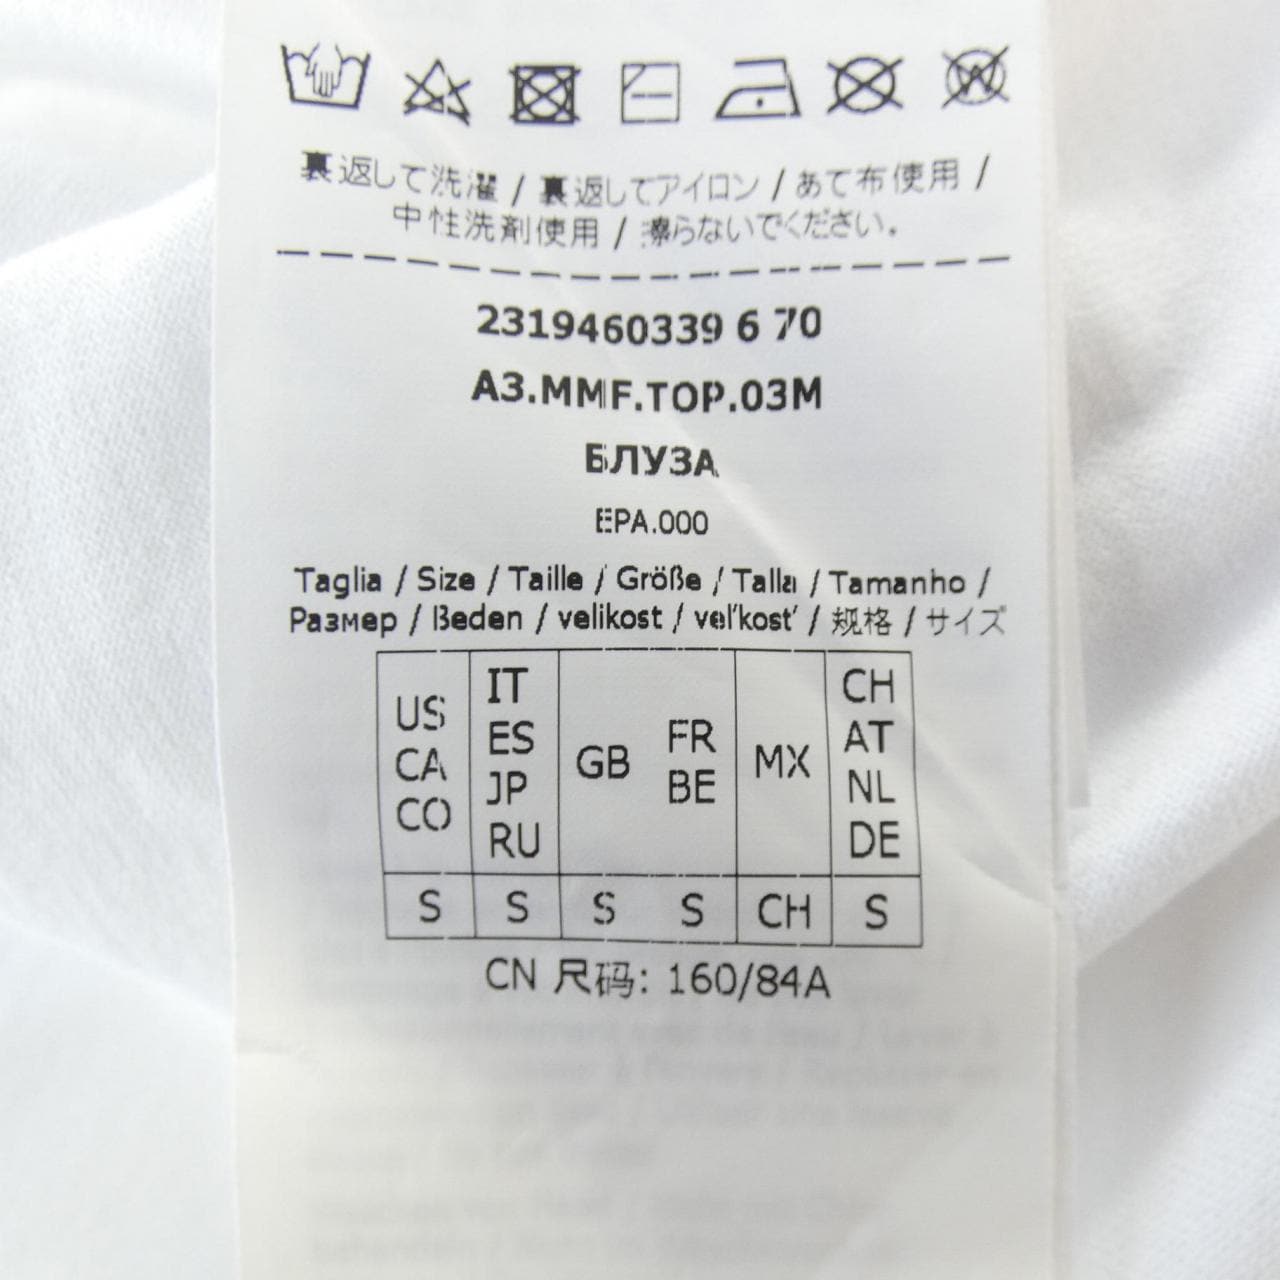 裏返して洗濯 / 裏返してアイロン / あて布使用 /
中性洗剤使用 / 擦らないでください。
2319460339 6 70
A3.MMF.TOP.03M
БЛУЗА
EPA.000
Taglia / Size / Taille / Größe / Talla / Tamanho /
Размер / Beden / velikost / vel'kost' / 规格 / サイズ
US CA CO
IT ES JP RU
GB
FR BE
MX
CH AT NL DE
S S S S CH S
CN 尺码: 160/84A